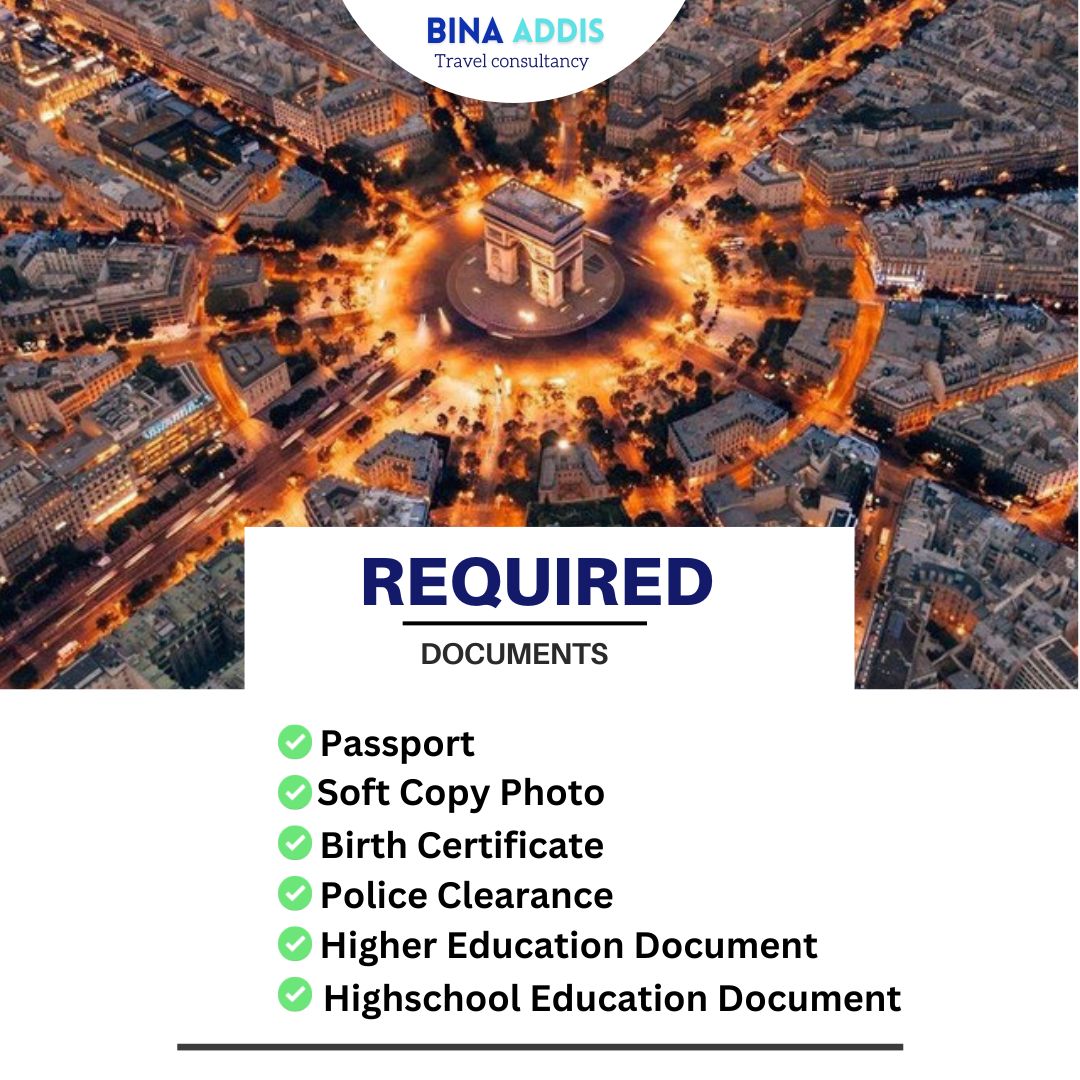 BINA ADDIS
Travel consultancy
REQUIRED
DOCUMENTS
Passport
Soft Copy Photo
Birth Certificate
Police Clearance
Higher Education Document
Highschool Education Document